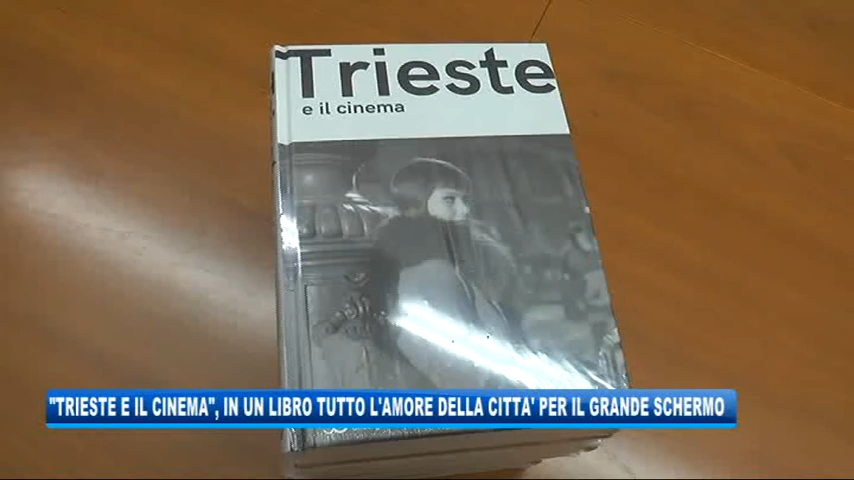 Trieste
e il cinema
"TRIESTE E IL CINEMA", IN UN LIBRO TUTTO L'AMORE DELLA CITTA' PER IL GRANDE SCHERMO